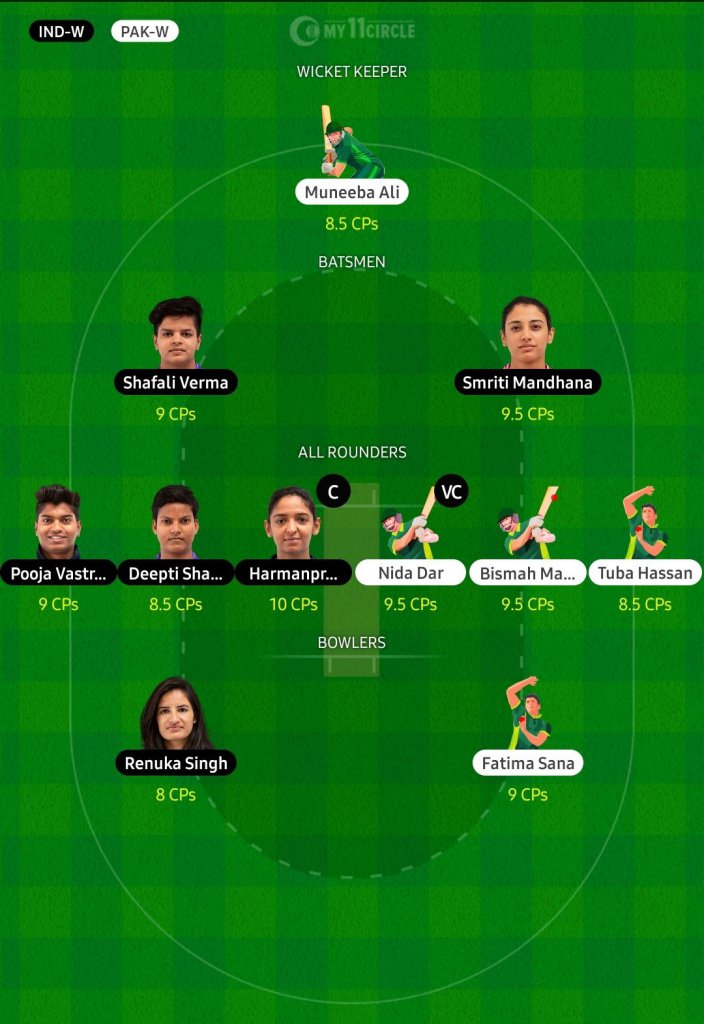 IND-W PAK-W MY11CIRCLE
WICKET KEEPER
Muneeba Ali
8.5 CPs
BATSMEN
Shafali Verma Smriti Mandhana
9 CPs 9.5 CPs
ALL ROUNDERS
C VC
Pooja Vastr... Deepti Sha... Harmanpr... Nida Dar Bismah Ma... Tuba Hassan
9 CPs 8.5 CPs 10 CPs 9.5 CPs 9.5 CPs 8.5 CPs
BOWLERS
Renuka Singh Fatima Sana
8 CPs 9 CPs